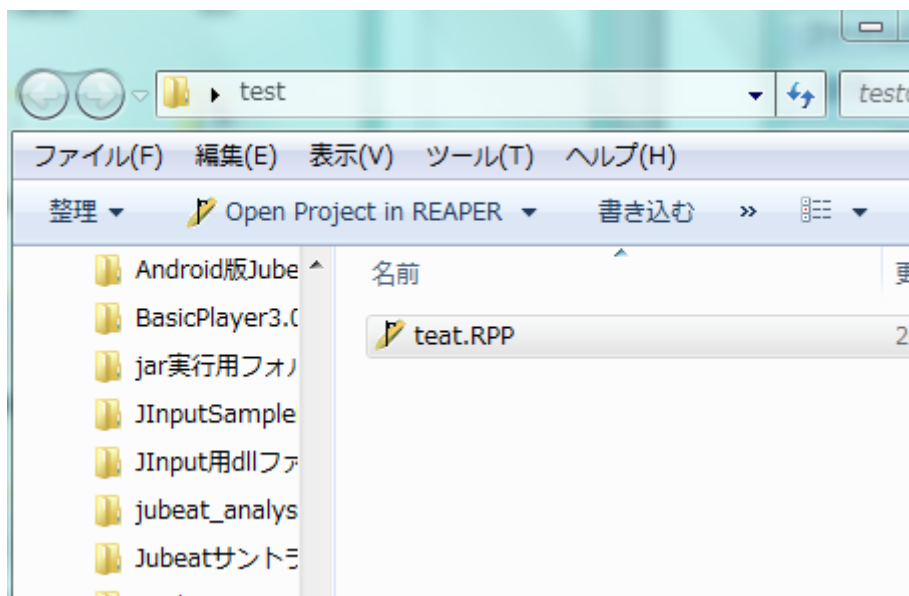 test
test
ファイル(F) 編集(E) 表示(V) ツール(T) ヘルプ(H)
整理 Open Project in REAPER 書き込む »
Android版Jube
BasicPlayer3.0
jar実行用フォル
JInputSample
JInput用dllファ
jubeat_analys
Jubeatサントラ
名前 更
teat.RPP 2